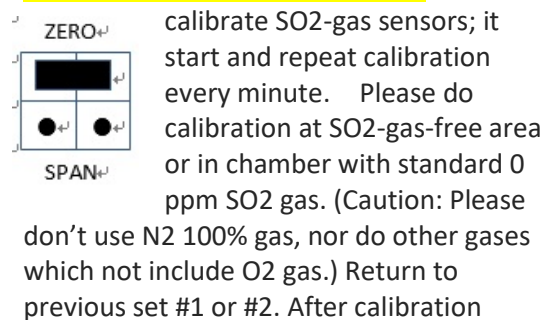 ZERO↵
SPAN↵
calibrate SO2-gas sensors; it
start and repeat calibration
every minute. Please do
calibration at SO2-gas-free area
or in chamber with standard 0
ppm SO2 gas. (Caution: Please
don't use N2 100% gas, nor do other gases
which not include O2 gas.) Return to
previous set #1 or #2. After calibration